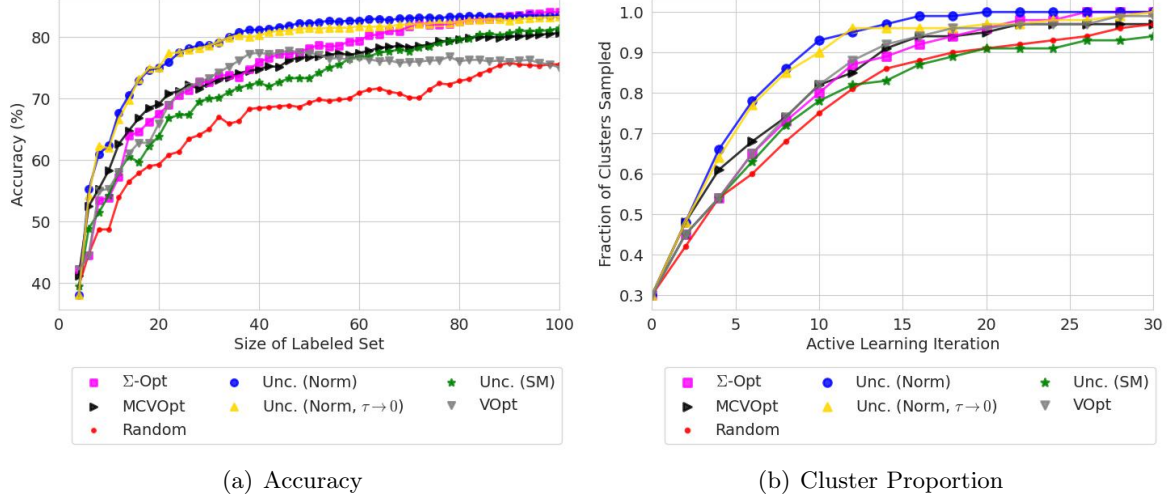 80
70
60
50
40
0
20
40
60
80
100
Accuracy (%)
Size of Labeled Set
Σ-Opt
MCVOpt
Random
Unc. (Norm)
Unc. (Norm, τ→0)
Unc. (SM)
VOpt
(a) Accuracy
1.0
0.9
0.8
0.7
0.6
0.5
0.4
0.3
0
5
10
15
20
25
30
Fraction of Clusters Sampled
Active Learning Iteration
Σ-Opt
MCVOpt
Random
Unc. (Norm)
Unc. (Norm, τ→0)
Unc. (SM)
VOpt
(b) Cluster Proportion